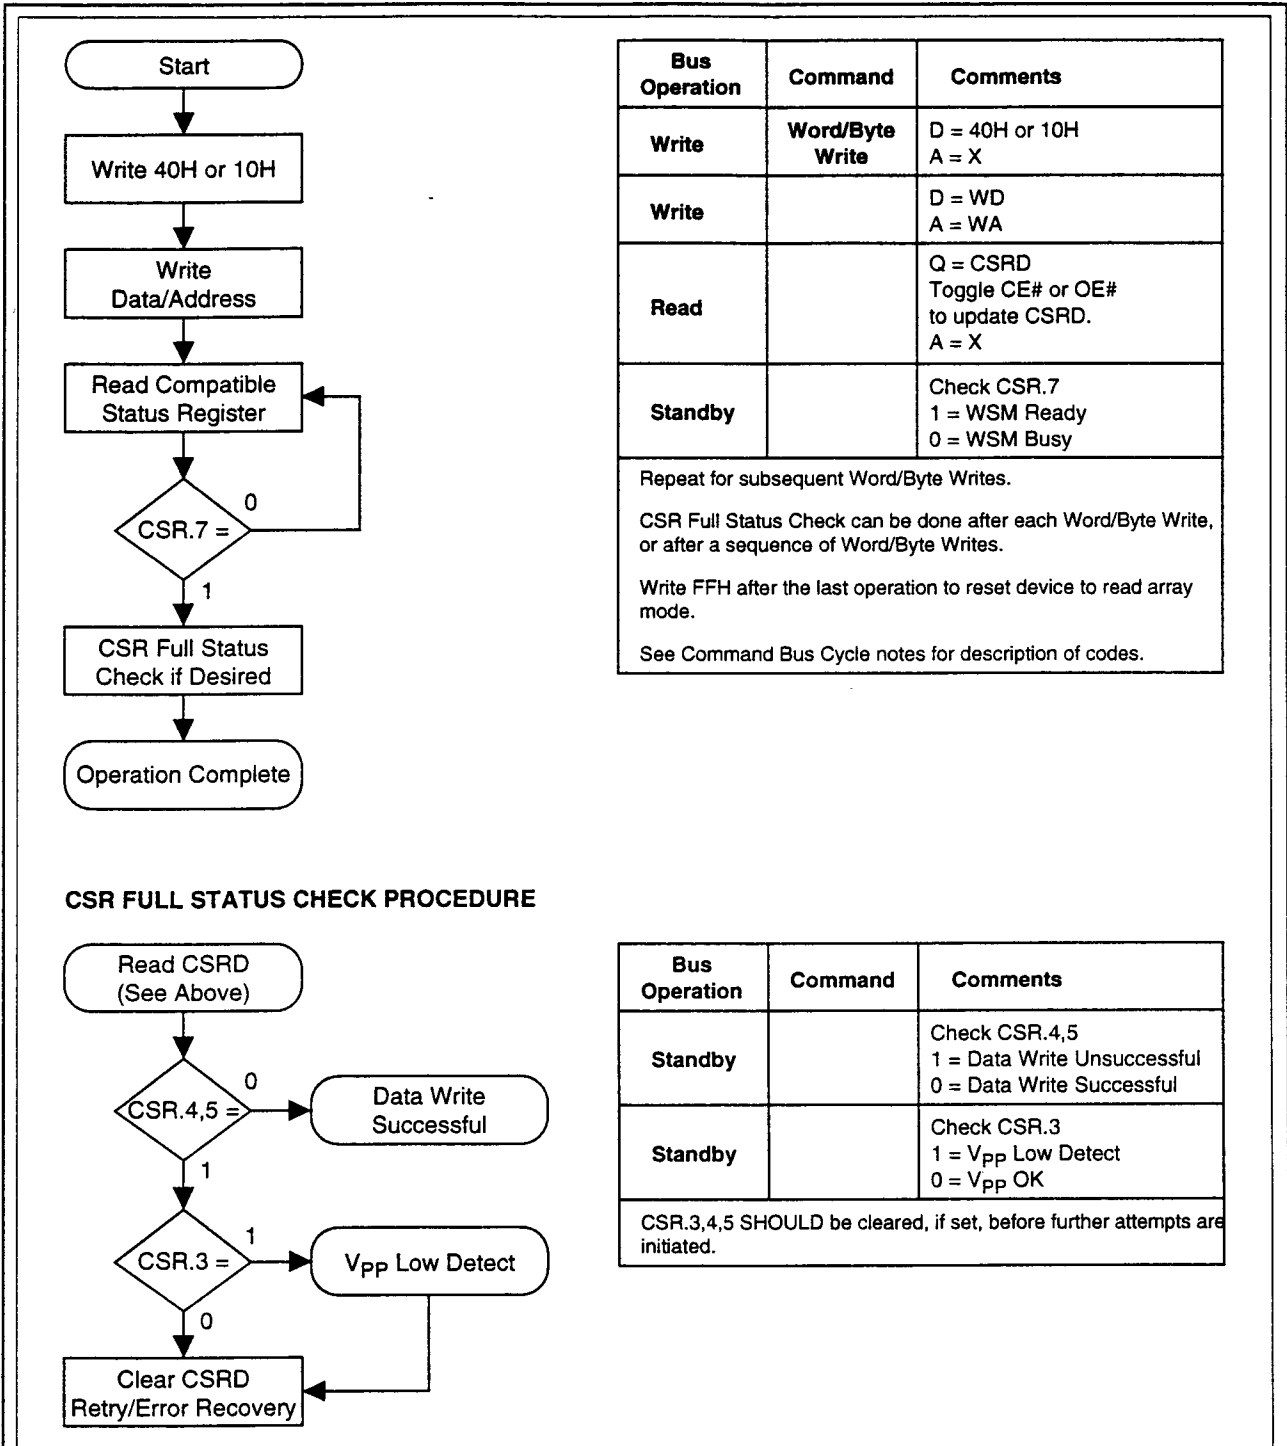 Start
Write 40H or 10H
Write
Data/Address
Read Compatible
Status Register
0
CSR.7 =
1
CSR Full Status
Check if Desired
Operation Complete
Bus
Operation
Command
Comments
Write
Word/Byte
Write
D = 40H or 10H
A = X
Write
D = WD
A = WA
Read
Q = CSRD
Toggle CE# or OE#
to update CSRD.
A = X
Standby
Check CSR.7
1 = WSM Ready
0 = WSM Busy
Repeat for subsequent Word/Byte Writes.
CSR Full Status Check can be done after each Word/Byte Write,
or after a sequence of Word/Byte Writes.
Write FFH after the last operation to reset device to read array
mode.
See Command Bus Cycle notes for description of codes.
CSR FULL STATUS CHECK PROCEDURE
Read CSRD
(See Above)
0
CSR.4,5 =
Data Write
Successful
1
1
CSR.3 =
VPP Low Detect
0
Clear CSRD
Retry/Error Recovery
Bus
Operation
Command
Comments
Standby
Check CSR.4,5
1 = Data Write Unsuccessful
0 = Data Write Successful
Standby
Check CSR.3
1 = VPP Low Detect
0 = VPP OK
CSR.3,4,5 SHOULD be cleared, if set, before further attempts are
initiated.